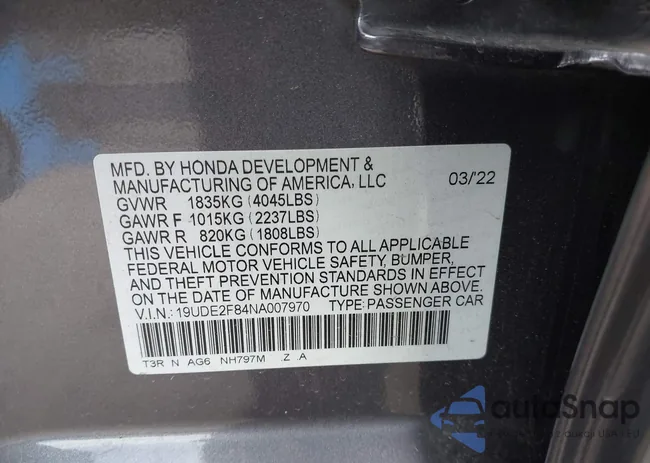 MFD. BY HONDA DEVELOPMENT &
MANUFACTURING OF AMERICA, LLC 03/'22
GVWR 1835KG (4045LBS)
GAWR F 1015KG (2237LBS)
GAWR R 820KG (1808LBS)
THIS VEHICLE CONFORMS TO ALL APPLICABLE
FEDERAL MOTOR VEHICLE SAFETY, BUMPER,
AND THEFT PREVENTION STANDARDS IN EFFECT
ON THE DATE OF MANUFACTURE SHOWN ABOVE.
V.I.N.: 19UDE2F84NA007970 TYPE: PASSENGER CAR
T3R N AG6 NH797M .Z .A
autoSnap